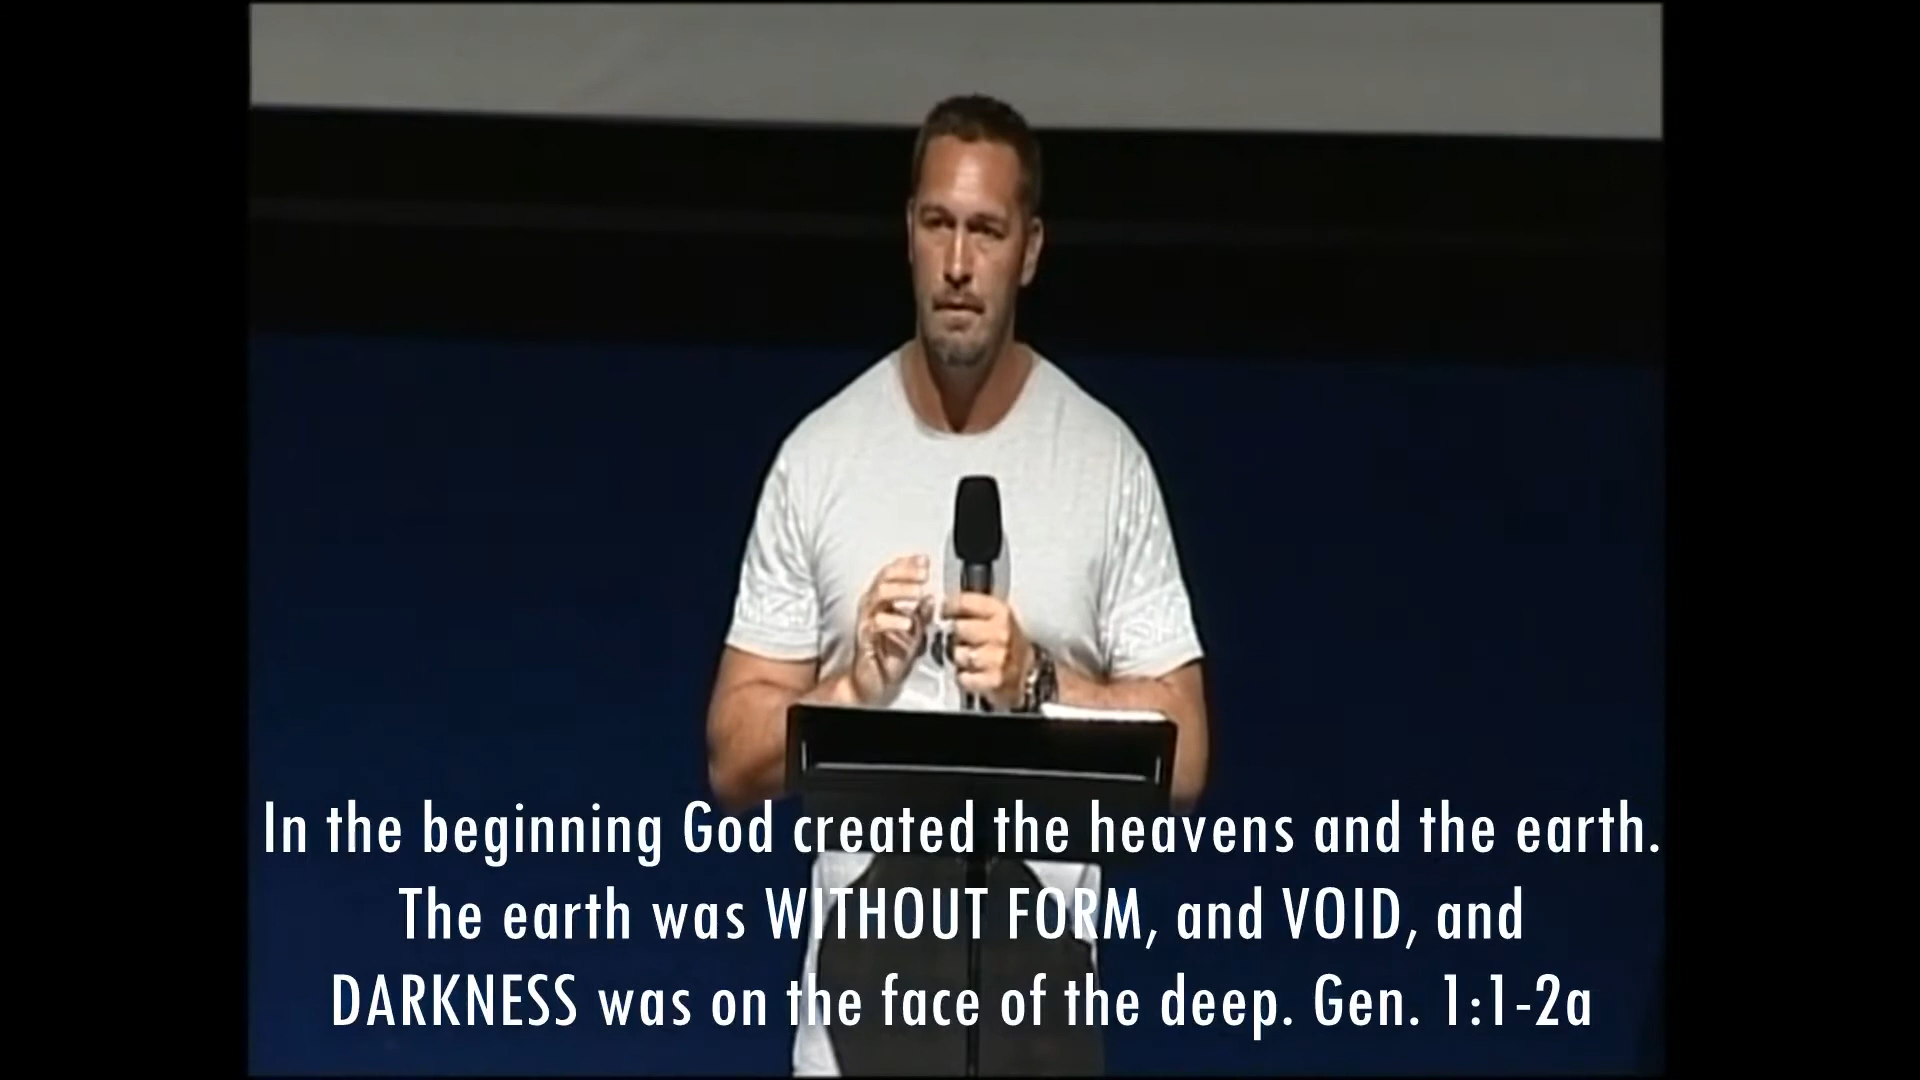 In the beginning God created the heavens and the earth.
The earth was WITHOUT FORM, and VOID, and
DARKNESS was on the face of the deep. Gen. 1:1-2a